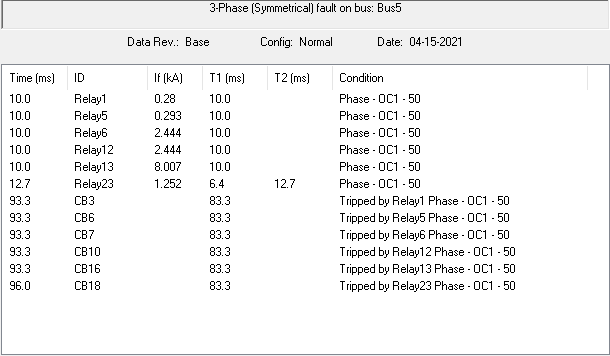 3-Phase (Symmetrical) fault on bus: Bus5
Data Rev.: Base Config: Normal Date: 04-15-2021
Time (ms) ID If (kA) T1 (ms) T2 (ms) Condition
10.0 Relay1 0.28 10.0 Phase - OC1 - 50
10.0 Relay5 0.293 10.0 Phase - OC1 - 50
10.0 Relay6 2.444 10.0 Phase - OC1 - 50
10.0 Relay12 2.444 10.0 Phase - OC1 - 50
10.0 Relay13 8.007 10.0 Phase - OC1 - 50
12.7 Relay23 1.252 6.4 12.7 Phase - OC1 - 50
93.3 CB3 83.3 Tripped by Relay1 Phase - OC1 - 50
93.3 CB6 83.3 Tripped by Relay5 Phase - OC1 - 50
93.3 CB7 83.3 Tripped by Relay6 Phase - OC1 - 50
93.3 CB10 83.3 Tripped by Relay12 Phase - OC1 - 50
93.3 CB16 83.3 Tripped by Relay13 Phase - OC1 - 50
96.0 CB18 83.3 Tripped by Relay23 Phase - OC1 - 50